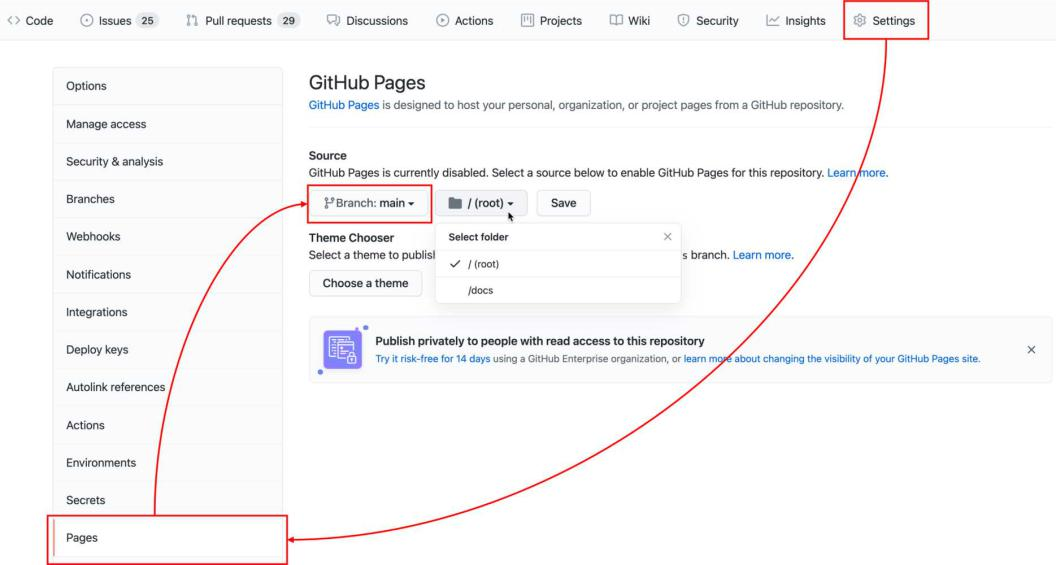 Code Issues 25 Pull requests 29 Discussions Actions Projects Wiki Security Insights Settings
Options
Manage access
Security & analysis
Branches
Webhooks
Notifications
Integrations
Deploy keys
Autolink references
Actions
Environments
Secrets
Pages
GitHub Pages
GitHub Pages is designed to host your personal, organization, or project pages from a GitHub repository.
Source
GitHub Pages is currently disabled. Select a source below to enable GitHub Pages for this repository. Learn more.
Branch: main / (root) Save
Select folder
/ (root)
/docs
Theme Chooser
Select a theme to publis s branch. Learn more.
Choose a theme
Publish privately to people with read access to this repository
Try it risk-free for 14 days using a GitHub Enterprise organization, or learn more about changing the visibility of your GitHub Pages site.